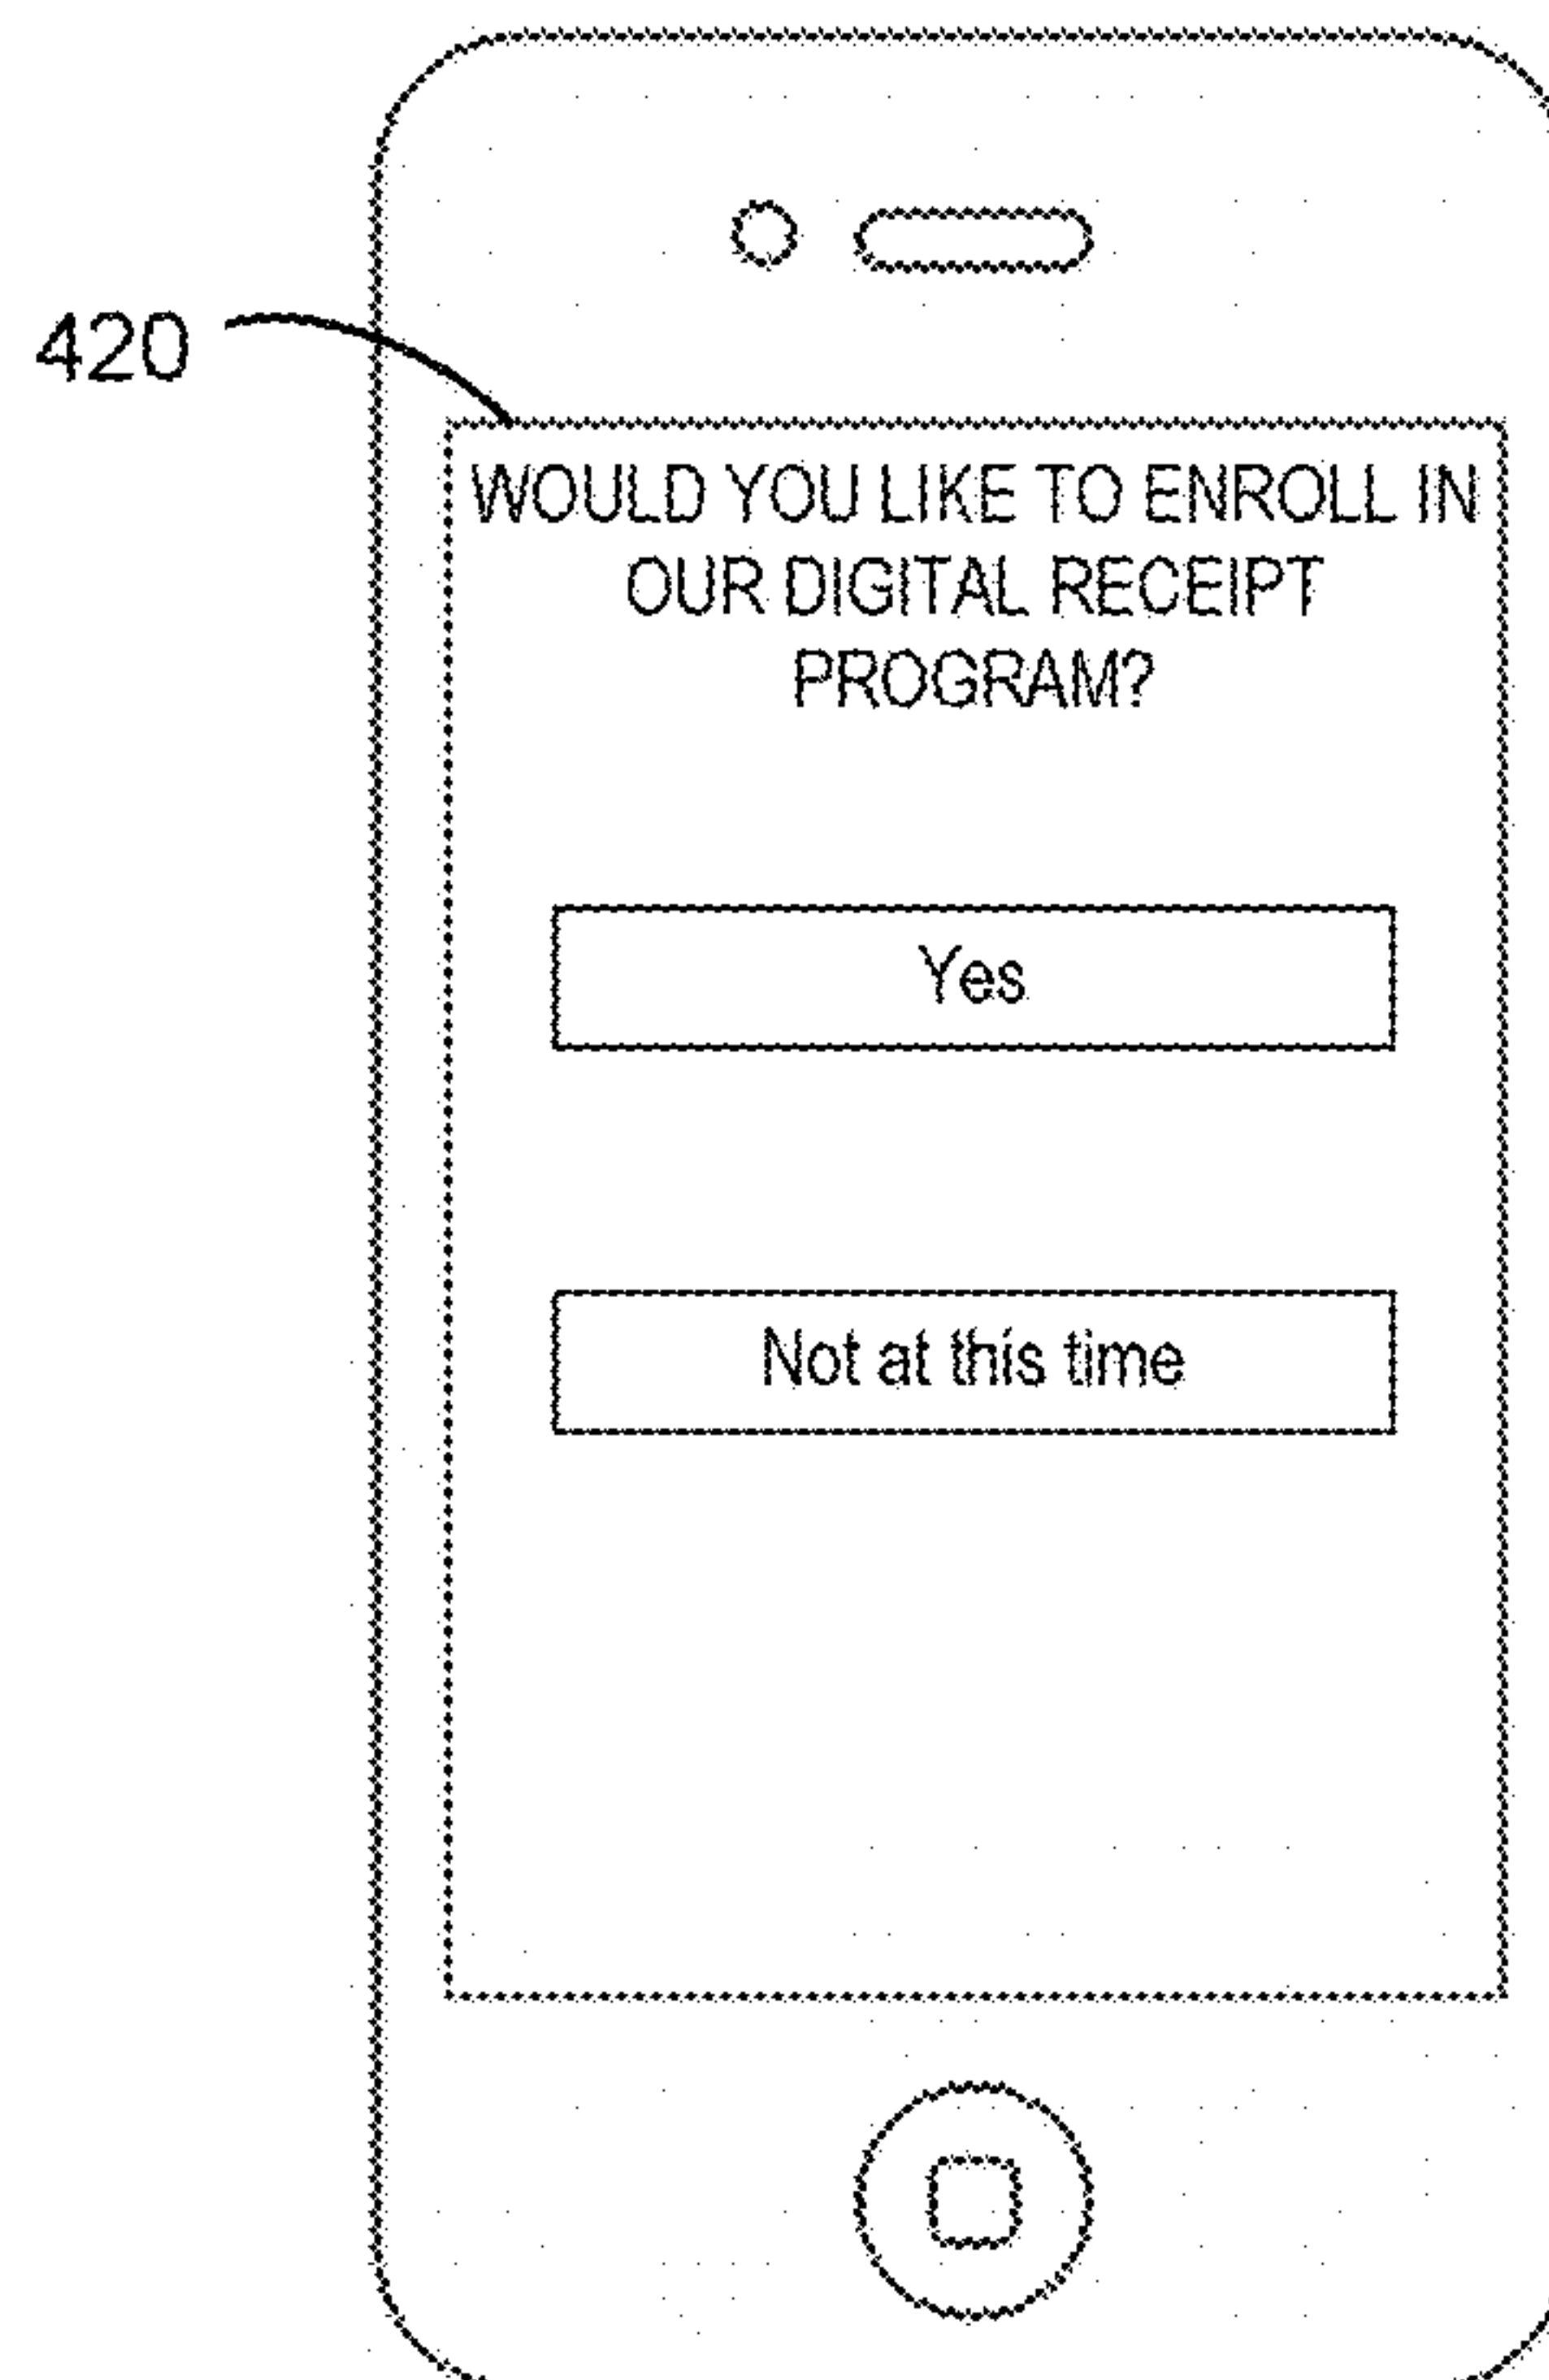 420
WOULD YOU LIKE TO ENROLL IN
OUR DIGITAL RECEIPT
PROGRAM?
Yes
Not at this time